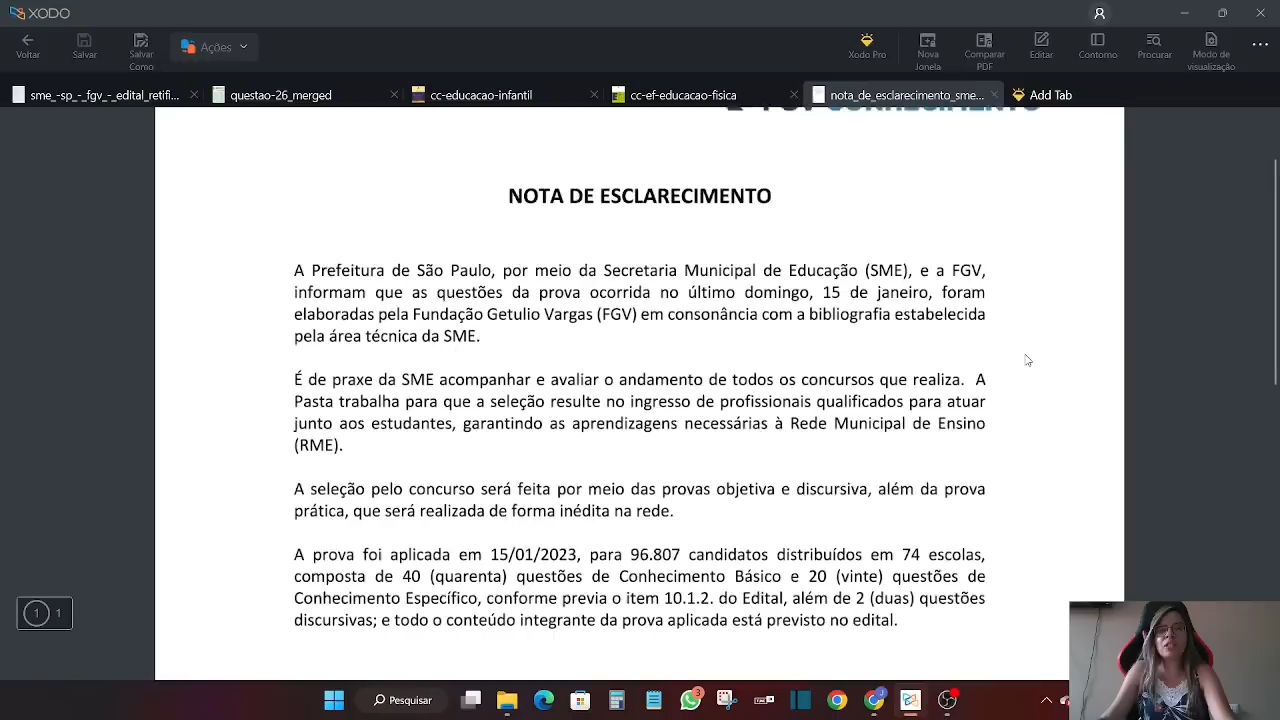 XODO
Voltar
Salvar
Salvar Como
Ações
Xodo Pro
Nova Janela
Comparar PDF
Editar
Contorno
Procurar
Modo de visualização
sme_-sp_-_fgv_-_edital_retifi...
questao-26_merged
cc-educacao-infantil
cc-ef-educacao-fisica
nota_de_esclarecimento_sme...
Add Tab
NOTA DE ESCLARECIMENTO
A Prefeitura de São Paulo, por meio da Secretaria Municipal de Educação (SME), e a FGV,
informam que as questões da prova ocorrida no último domingo, 15 de janeiro, foram
elaboradas pela Fundação Getulio Vargas (FGV) em consonância com a bibliografia estabelecida
pela área técnica da SME.
É de praxe da SME acompanhar e avaliar o andamento de todos os concursos que realiza. A
Pasta trabalha para que a seleção resulte no ingresso de profissionais qualificados para atuar
junto aos estudantes, garantindo as aprendizagens necessárias à Rede Municipal de Ensino
(RME).
A seleção pelo concurso será feita por meio das provas objetiva e discursiva, além da prova
prática, que será realizada de forma inédita na rede.
A prova foi aplicada em 15/01/2023, para 96.807 candidatos distribuídos em 74 escolas,
composta de 40 (quarenta) questões de Conhecimento Básico e 20 (vinte) questões de
Conhecimento Específico, conforme previa o item 10.1.2. do Edital, além de 2 (duas) questões
discursivas; e todo o conteúdo integrante da prova aplicada está previsto no edital.
1 1
Pesquisar
3